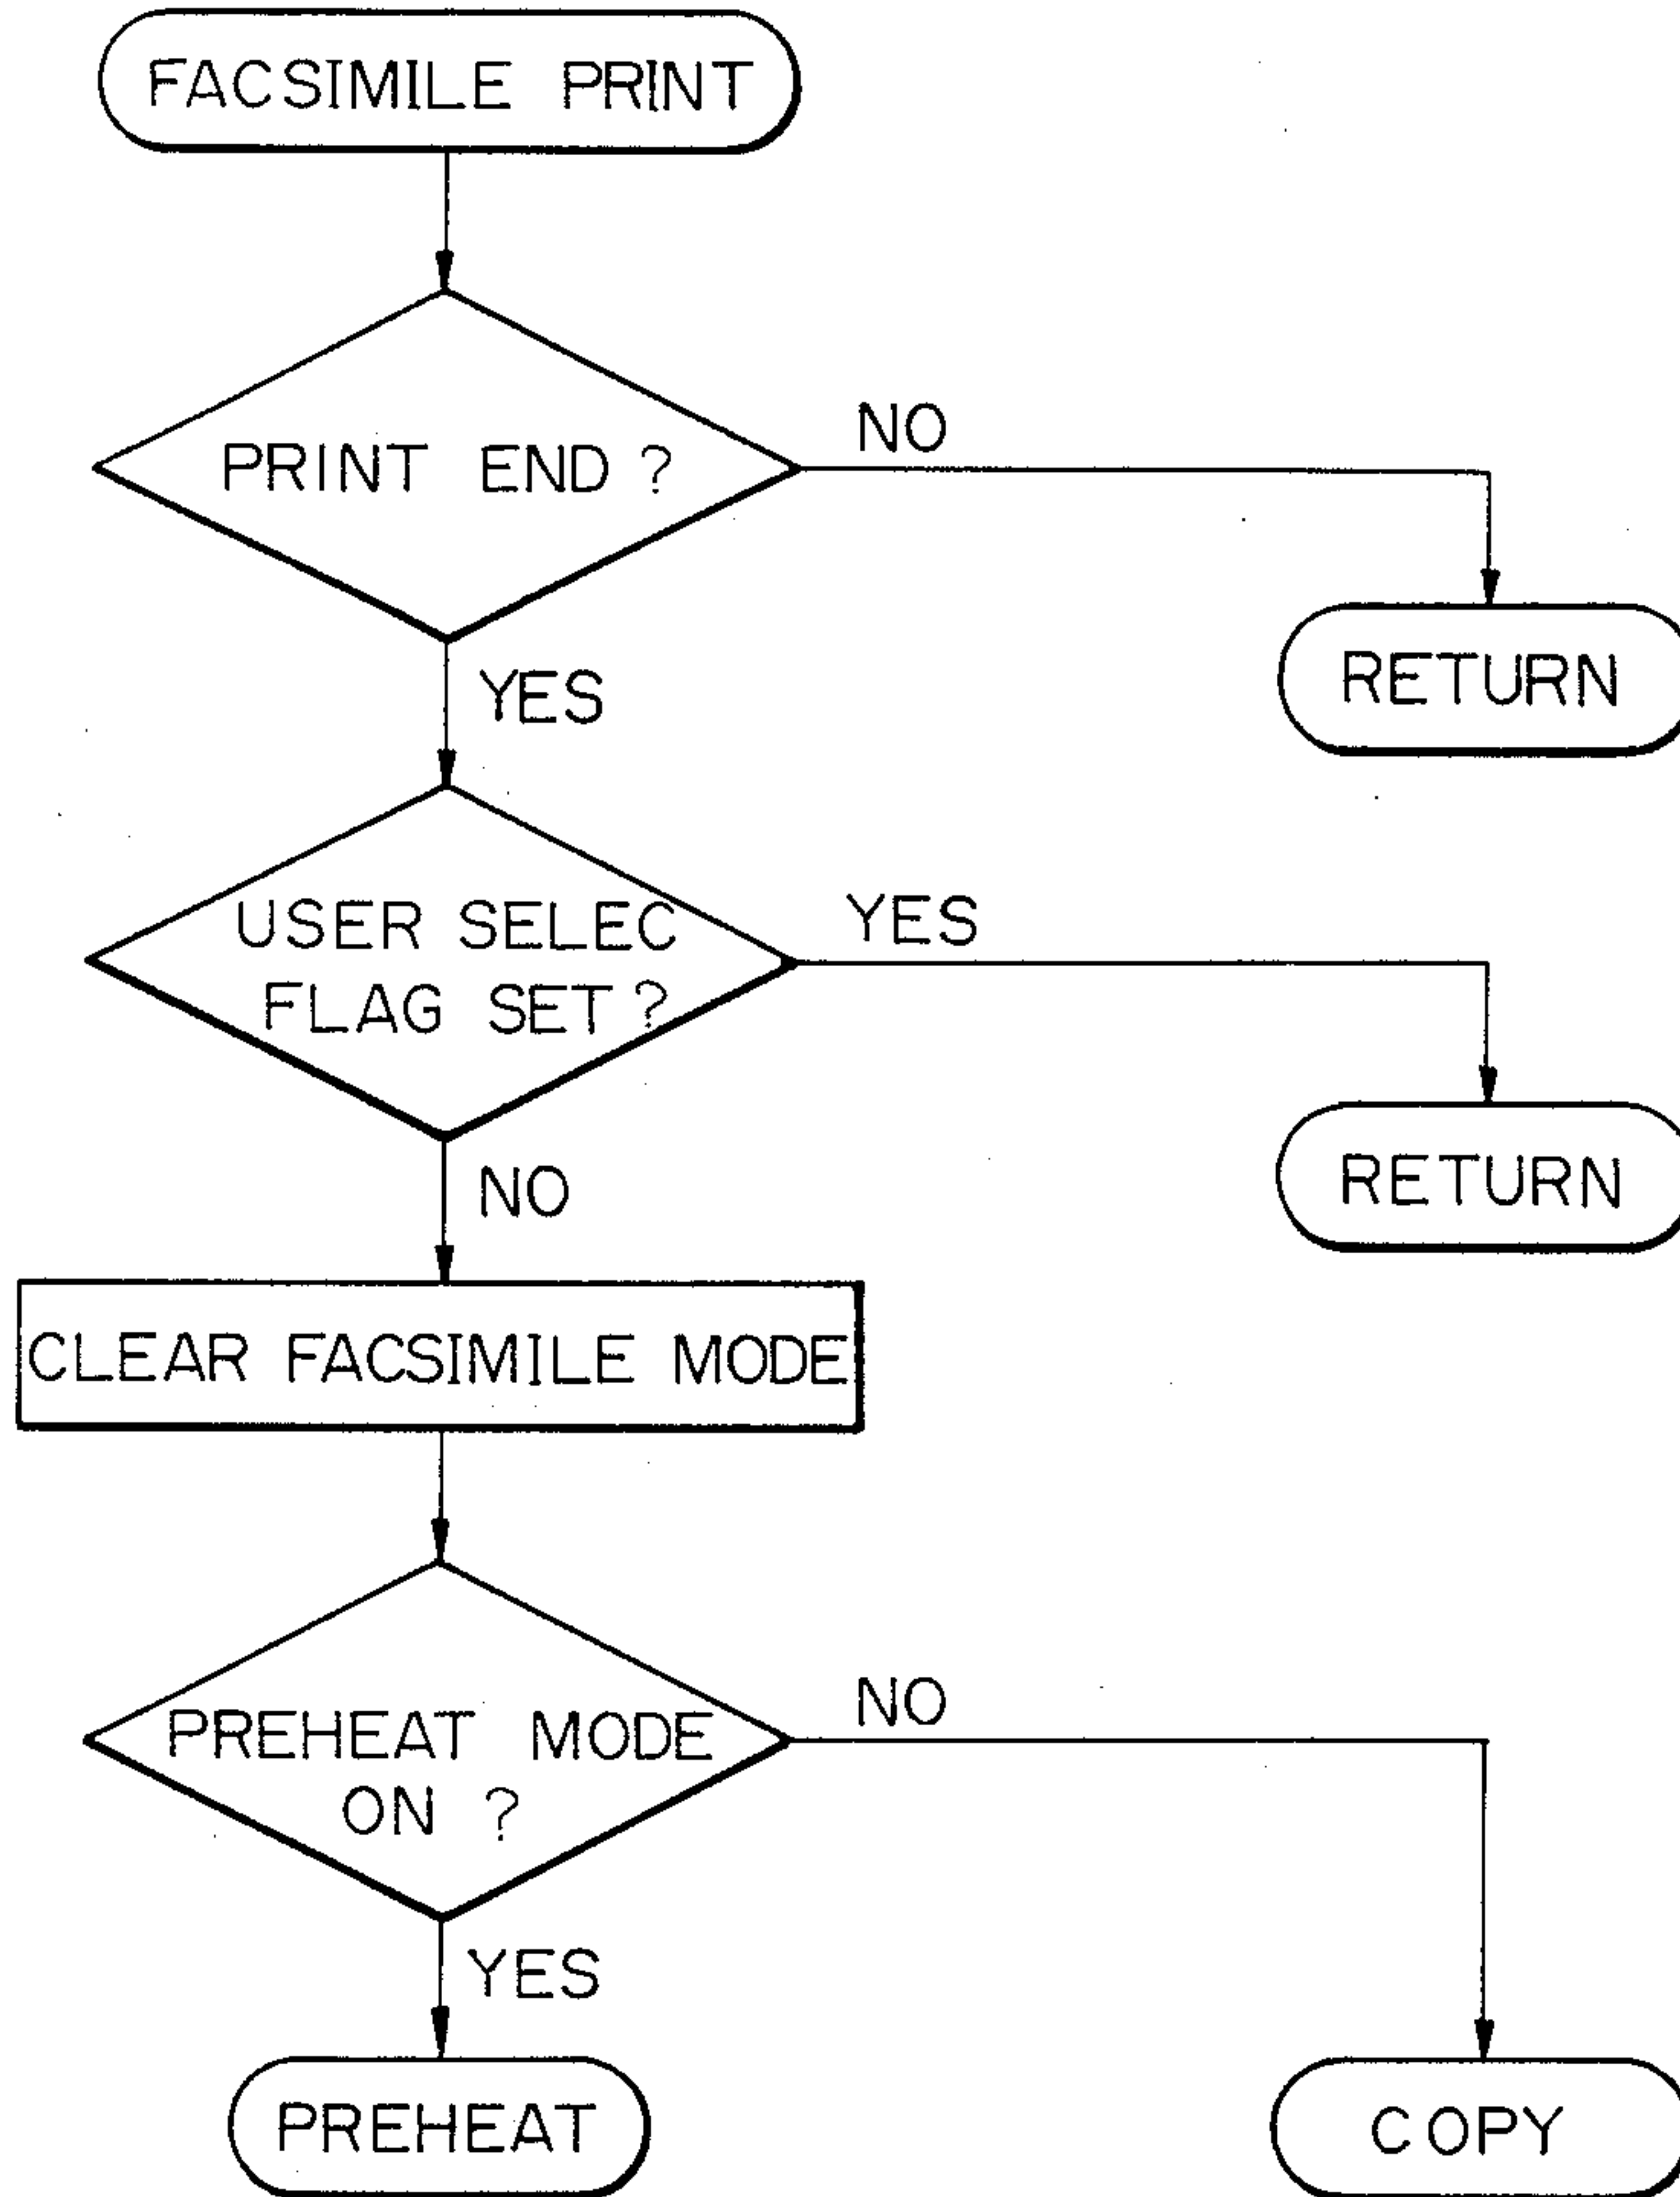 FACSIMILE PRINT
PRINT END ?
NO
RETURN
YES
USER SELEC
FLAG SET ?
YES
RETURN
NO
CLEAR FACSIMILE MODE
PREHEAT MODE
ON ?
NO
YES
PREHEAT
COPY